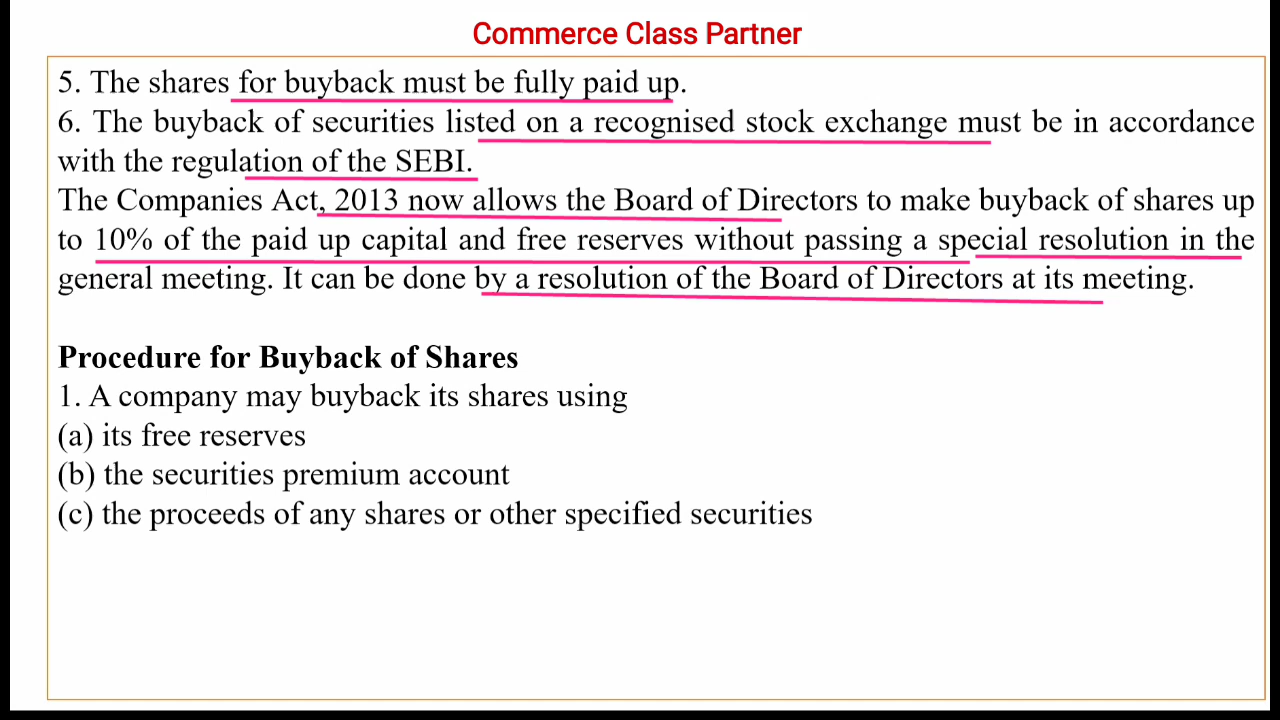 Commerce Class Partner
5. The shares for buyback must be fully paid up.
6. The buyback of securities listed on a recognised stock exchange must be in accordance
with the regulation of the SEBI.
The Companies Act, 2013 now allows the Board of Directors to make buyback of shares up
to 10% of the paid up capital and free reserves without passing a special resolution in the
general meeting. It can be done by a resolution of the Board of Directors at its meeting.
Procedure for Buyback of Shares
1. A company may buyback its shares using
(a) its free reserves
(b) the securities premium account
(c) the proceeds of any shares or other specified securities